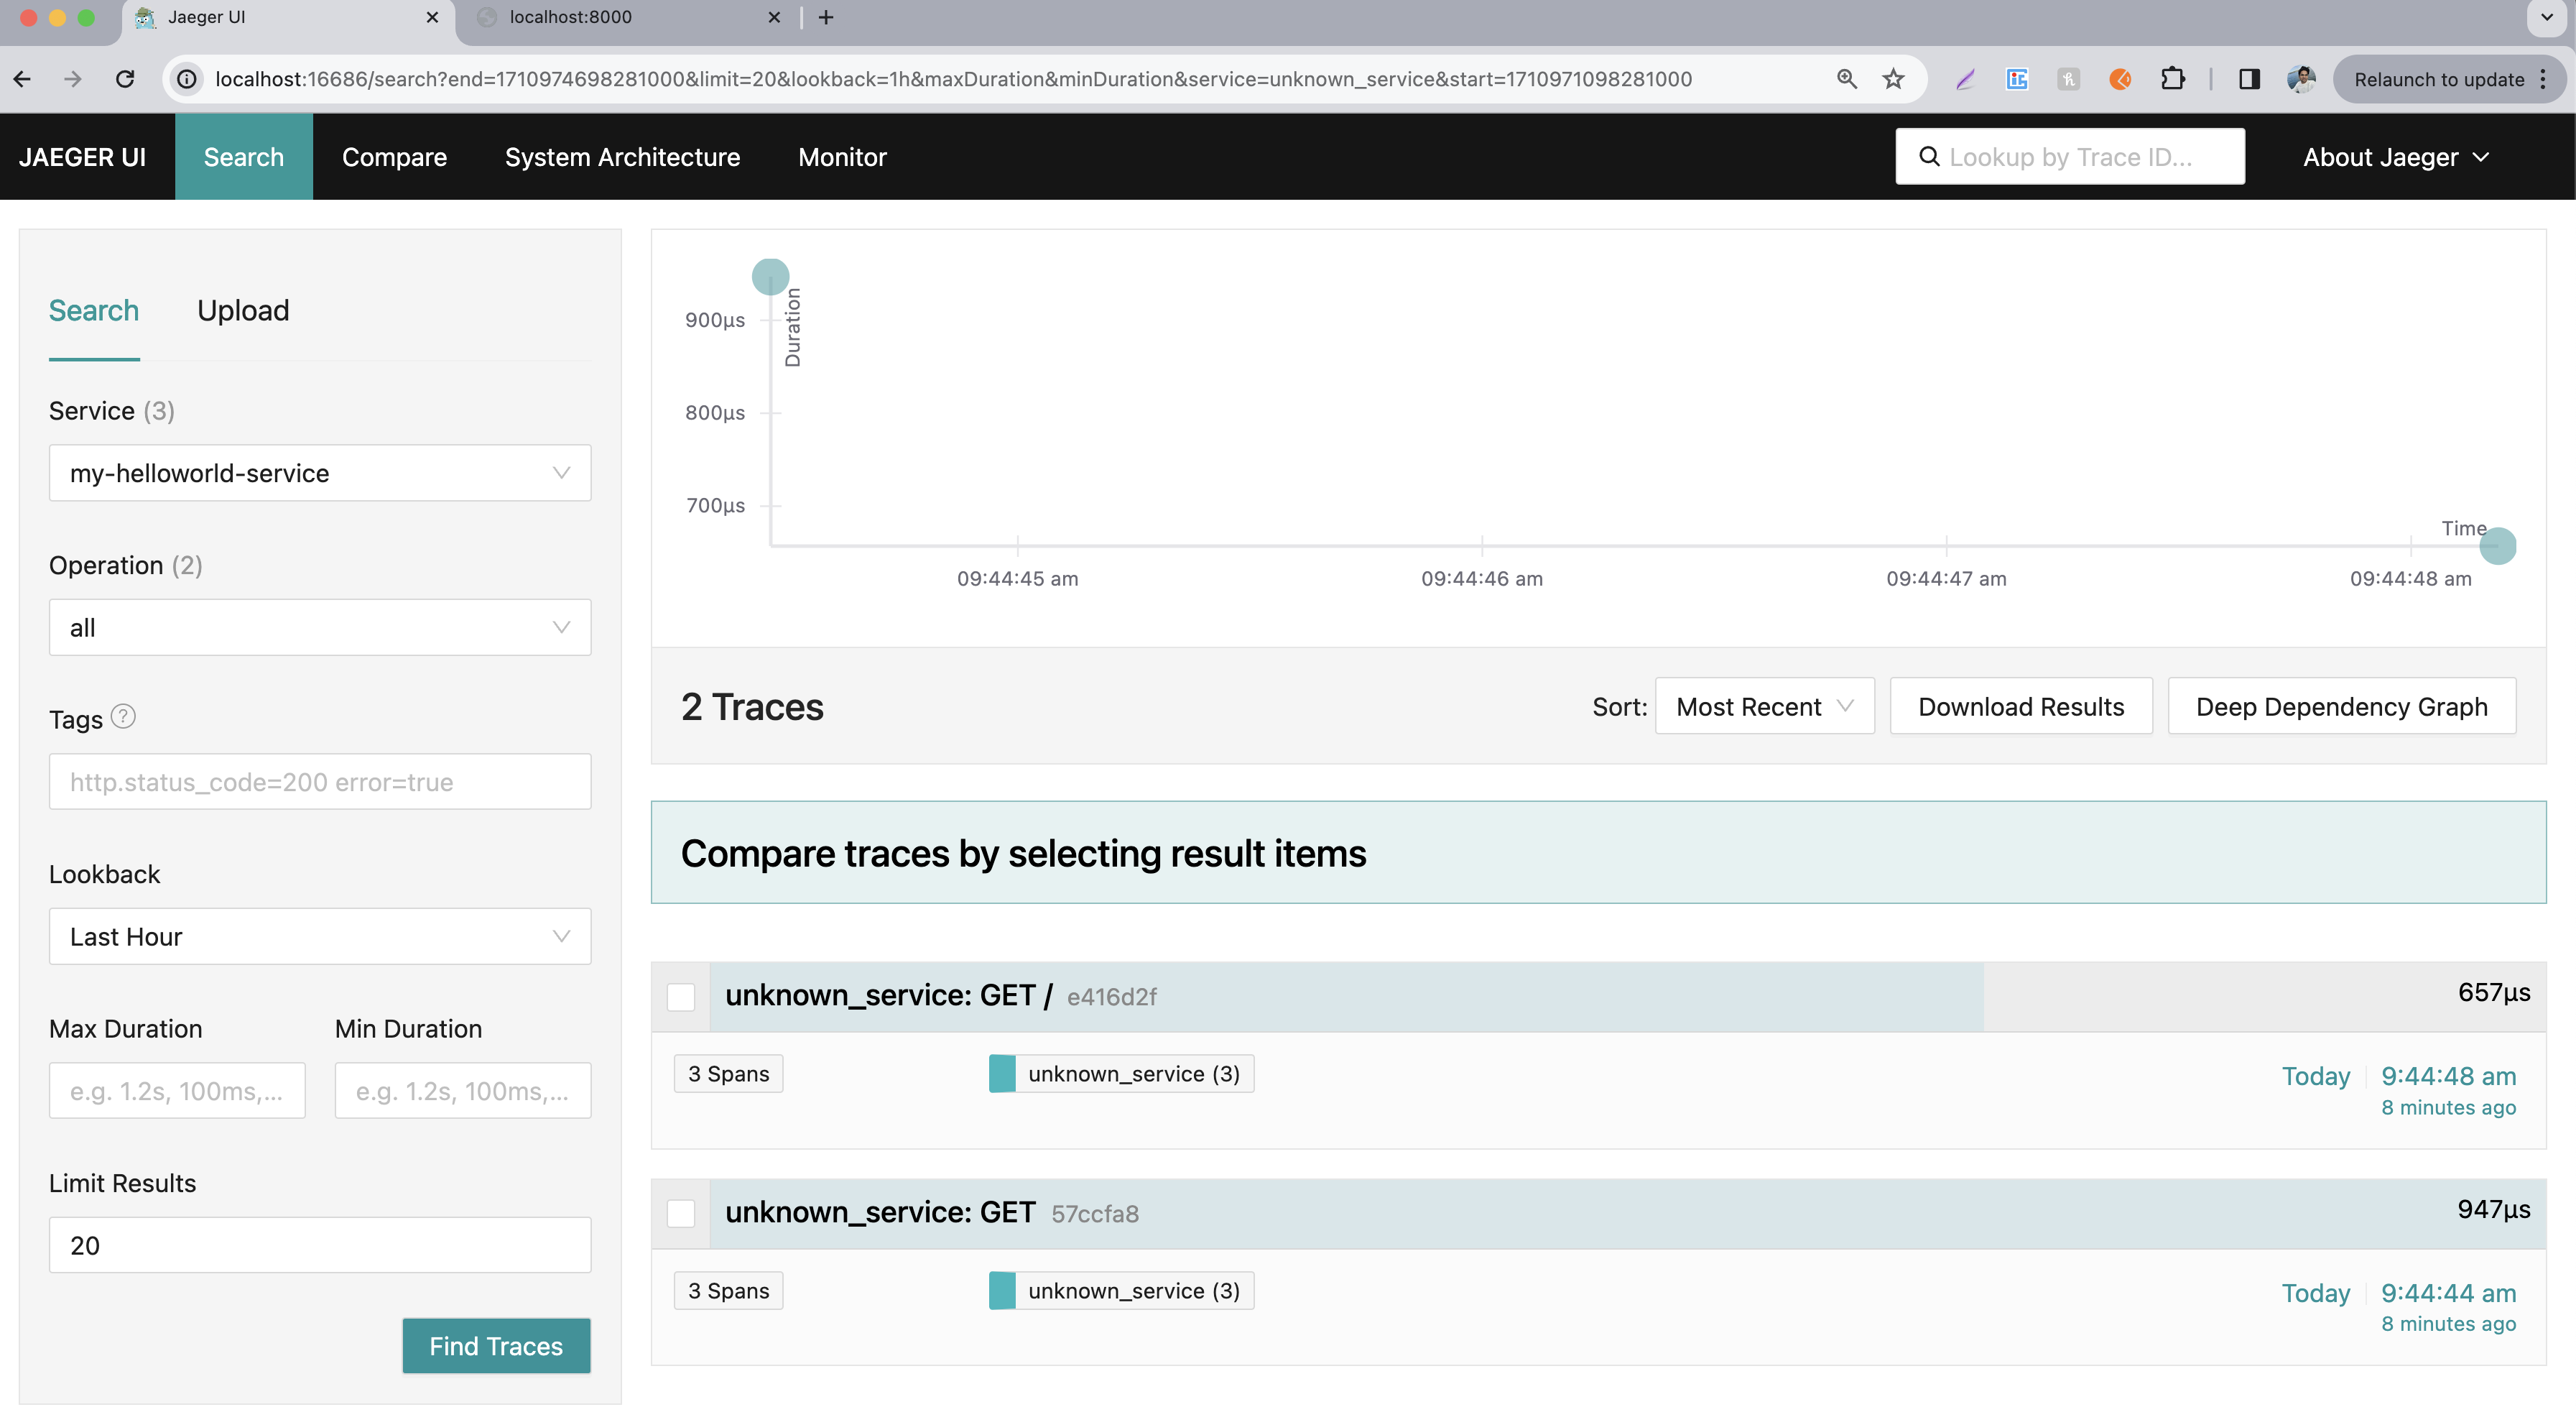 Jaeger UI
localhost:8000
localhost:16686/search?end=1710974698281000&limit=20&lookback=1h&maxDuration&minDuration&service=unknown_service&start=1710971098281000
Relaunch to update
JAEGER UI
Search
Compare
System Architecture
Monitor
Lookup by Trace ID...
About Jaeger
Search
Upload
Service (3)
my-helloworld-service
Operation (2)
all
Tags ?
http.status_code=200 error=true
Lookback
Last Hour
Max Duration
Min Duration
e.g. 1.2s, 100ms,...
e.g. 1.2s, 100ms,...
Limit Results
20
Find Traces
Duration
900μs
800μs
700μs
Time
09:44:45 am
09:44:46 am
09:44:47 am
09:44:48 am
2 Traces
Sort:
Most Recent
Download Results
Deep Dependency Graph
Compare traces by selecting result items
unknown_service: GET / e416d2f
657μs
3 Spans
unknown_service (3)
Today
9:44:48 am
8 minutes ago
unknown_service: GET 57ccfa8
947μs
3 Spans
unknown_service (3)
Today
9:44:44 am
8 minutes ago